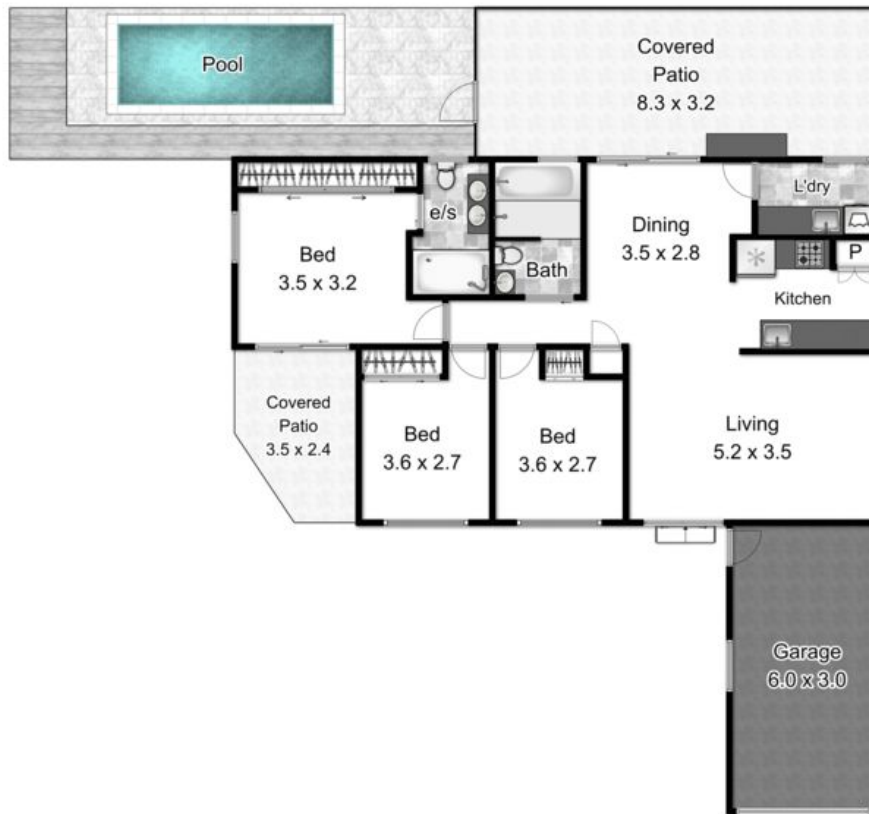 Pool
Covered
Patio
8.3 x 3.2
L'dry
e/s
Dining
3.5 x 2.8
Bed
3.5 x 3.2
Bath
P
Kitchen
Covered
Patio
3.5 x 2.4
Bed
3.6 x 2.7
Bed
3.6 x 2.7
Living
5.2 x 3.5
Garage
6.0 x 3.0